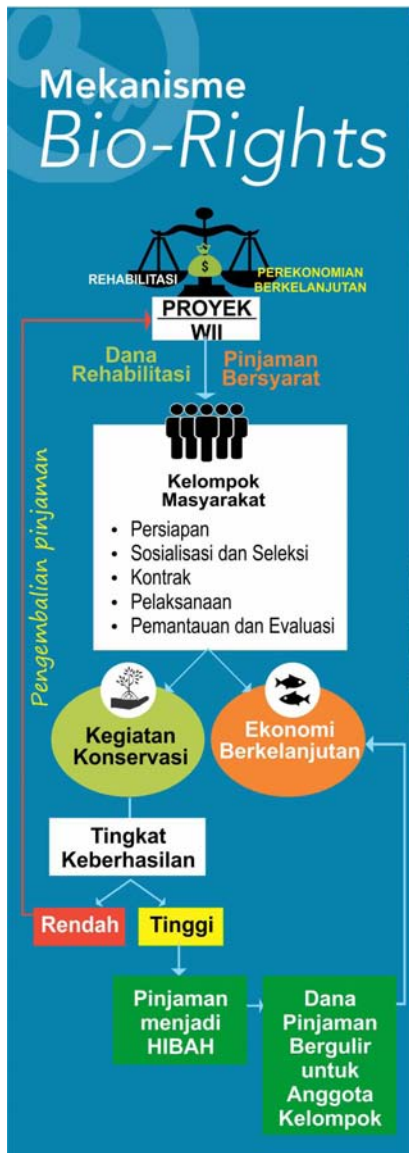 Mekanisme
Bio-Rights
REHABILITASI
PEREKONOMIAN
BERKELANJUTAN
PROYEK
WII
Dana
Rehabilitasi
Pinjaman
Bersyarat
Pengembalian pinjaman
Kelompok
Masyarakat
• Persiapan
• Sosialisasi dan Seleksi
• Kontrak
• Pelaksanaan
• Pemantauan dan Evaluasi
Kegiatan
Konservasi
Ekonomi
Berkelanjutan
Tingkat
Keberhasilan
Rendah
Tinggi
Pinjaman
menjadi
HIBAH
Dana
Pinjaman
Bergulir
untuk
Anggota
Kelompok